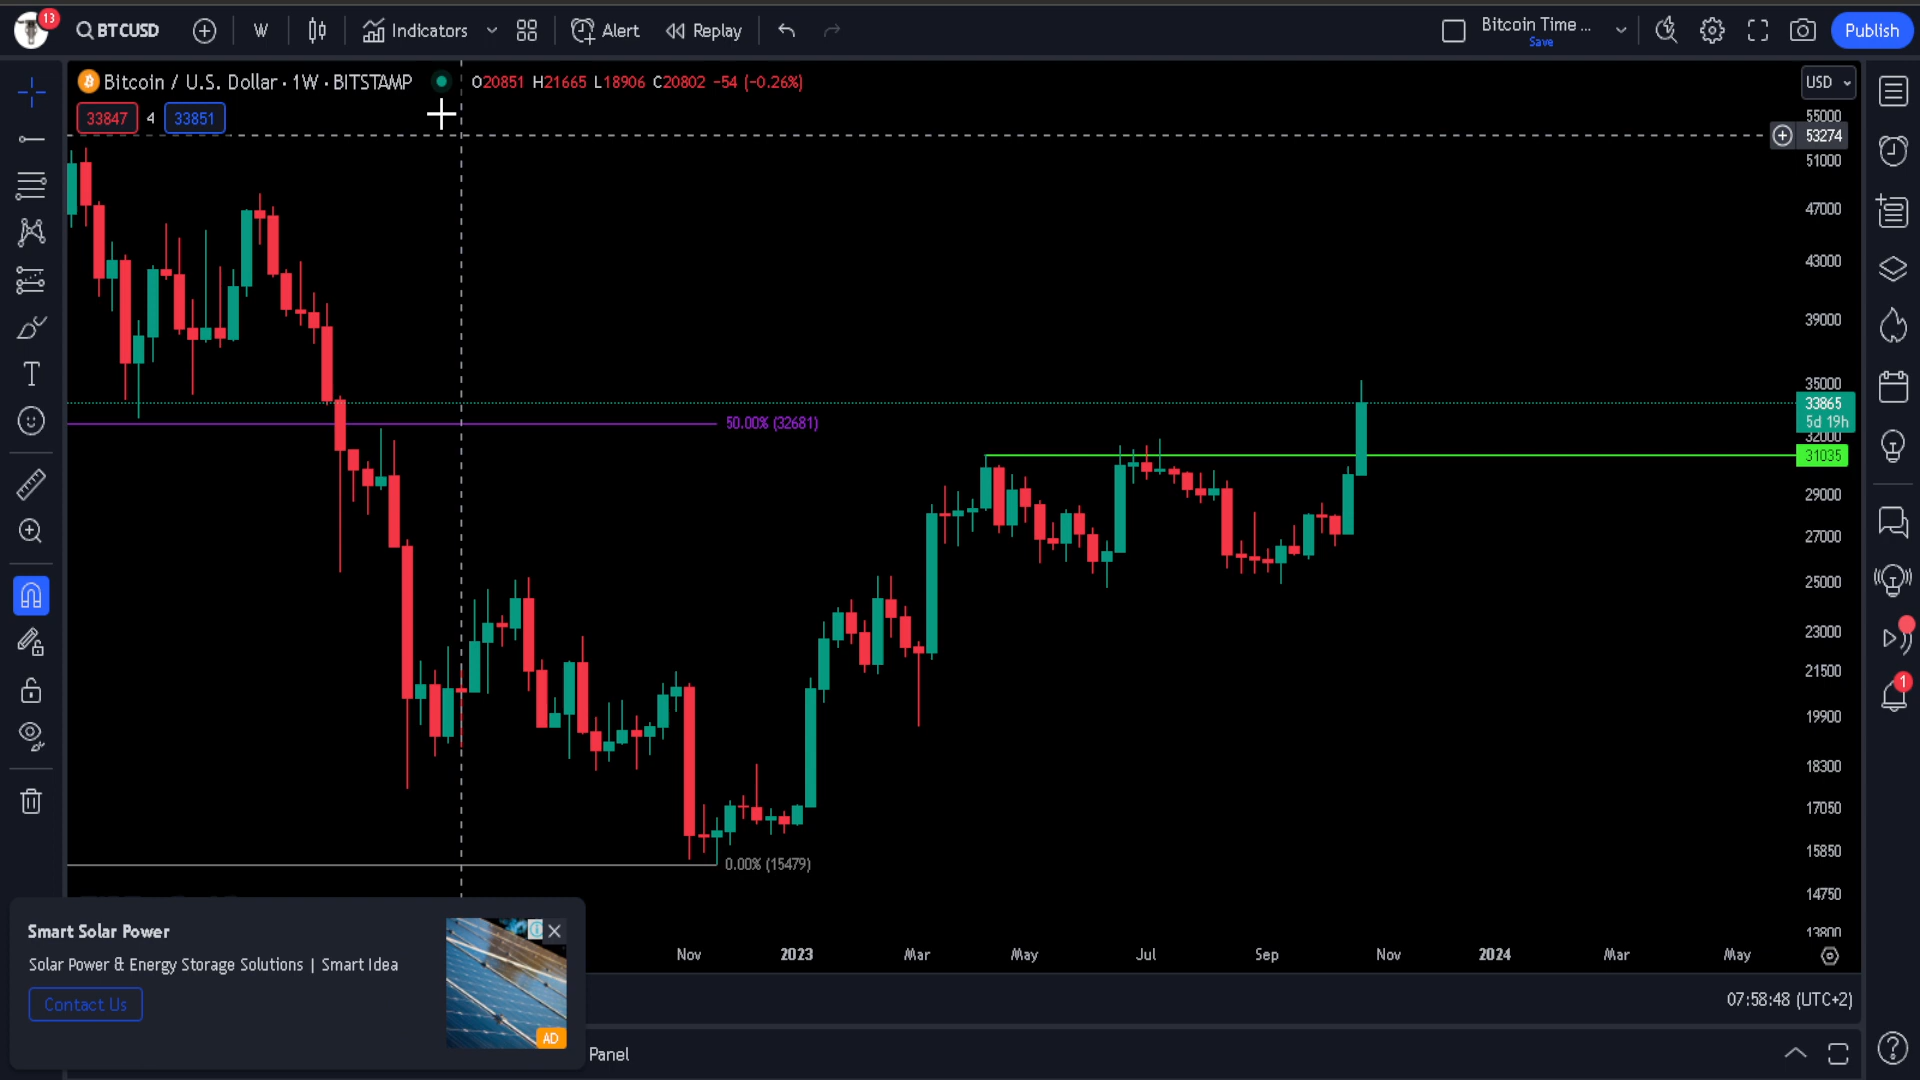 13
BTCUSD
W
Indicators
Alert
Replay
Bitcoin Time ...
Save
Publish
Bitcoin / U.S. Dollar · 1W · BITSTAMP
O20851 H21665 L18906 C20802 −54 (−0.26%)
33847 4 33851
USD
55000
53274
51000
47000
43000
39000
35000
33865
5d 19h
32000
31035
29000
27000
25000
23000
21500
19900
18300
17050
15850
14750
13800
50.00% (32681)
0.00% (15479)
Nov 2023 Mar May Jul Sep Nov 2024 Mar May
07:58:48 (UTC+2)
Panel
1
Smart Solar Power
Solar Power & Energy Storage Solutions | Smart Idea
Contact Us
AD